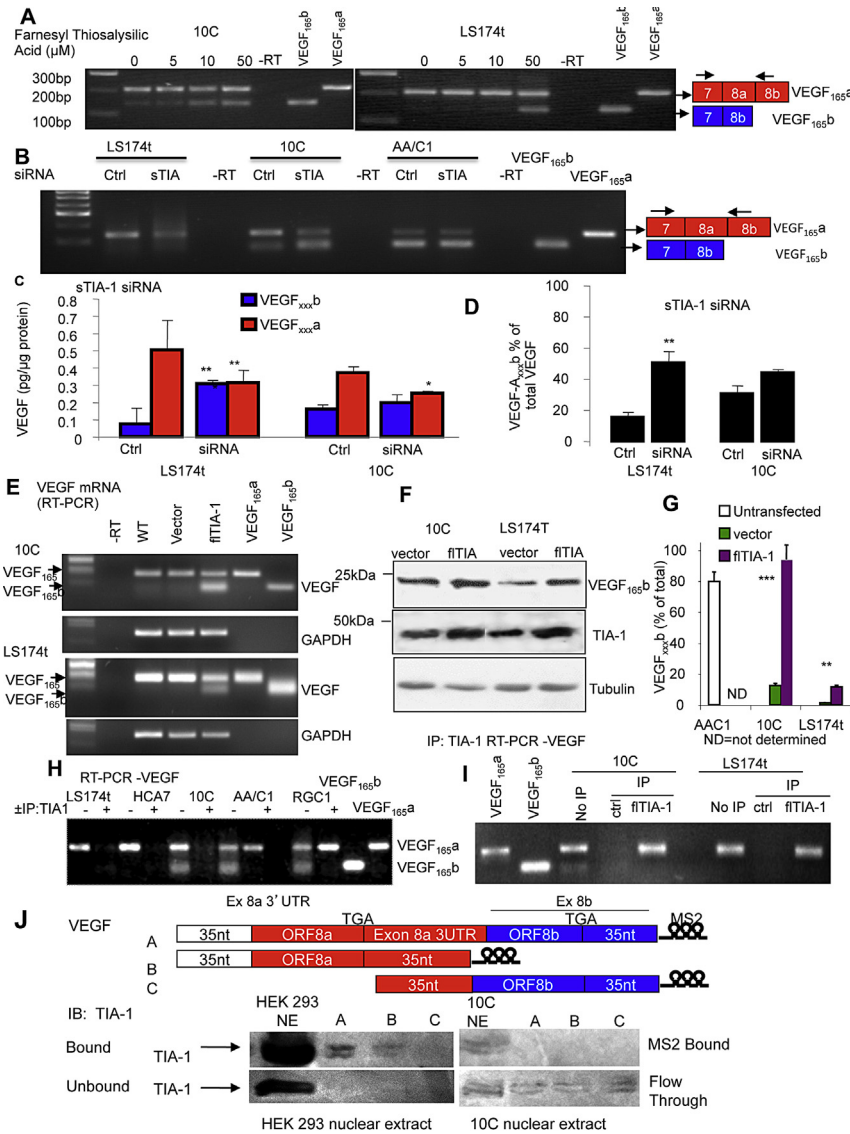 A
Farnesyl Thiosalysilic
Acid (µM)
10C
LS174t
0 5 10 50 -RT VEGF165b VEGF165a
0 5 10 50 -RT VEGF165b VEGF165a
300bp
200bp
100bp
7 8a 8b VEGF165a
7 8b VEGF165b
B
LS174t 10C AA/C1 VEGF165b
siRNA Ctrl sTIA -RT Ctrl sTIA -RT Ctrl sTIA -RT VEGF165a
7 8a 8b VEGF165a
7 8b VEGF165b
C
sTIA-1 siRNA
VEGFxxxb
VEGFxxxa
VEGF (pg/µg protein)
0.8
0.7
0.6
0.5
0.4
0.3
0.2
0.1
0
** **
*
Ctrl siRNA Ctrl siRNA
LS174t 10C
D
sTIA-1 siRNA
VEGF-Axxxb % of
total VEGF
100
80
60
40
20
0
**
Ctrl siRNA Ctrl siRNA
LS174t 10C
E
VEGF mRNA
(RT-PCR)
-RT WT Vector flTIA-1 VEGF165a VEGF165b
10C
VEGF165
VEGF165b
VEGF
GAPDH
LS174t
VEGF165
VEGF165b
VEGF
GAPDH
F
10C LS174T
vector flTIA vector flTIA
25kDa
VEGF165b
50kDa
TIA-1
Tubulin
G
Untransfected
vector
flTIA-1
VEGFxxxb (% of total)
100
80
60
40
20
0
***
**
ND
AAC1 10C LS174t
ND=not determined
H
RT-PCR -VEGF
VEGF165b
LS174t HCA7 10C AA/C1 RGC1 VEGF165a
±IP:TIA1 - + - + - + - + - +
VEGF165a
VEGF165b
IP: TIA-1 RT-PCR -VEGF
I
VEGF165a VEGF165b
10C LS174t
IP IP
No IP ctrl flTIA-1 No IP ctrl flTIA-1
VEGF165a
VEGF165b
J
Ex 8a 3' UTR Ex 8b
VEGF TGA TGA MS2
A 35nt ORF8a Exon 8a 3UTR ORF8b 35nt
B 35nt ORF8a 35nt
C 35nt ORF8b 35nt
IB: TIA-1
HEK 293 10C
NE A B C NE A B C
Bound TIA-1 MS2 Bound
Unbound TIA-1 Flow
Through
HEK 293 nuclear extract 10C nuclear extract